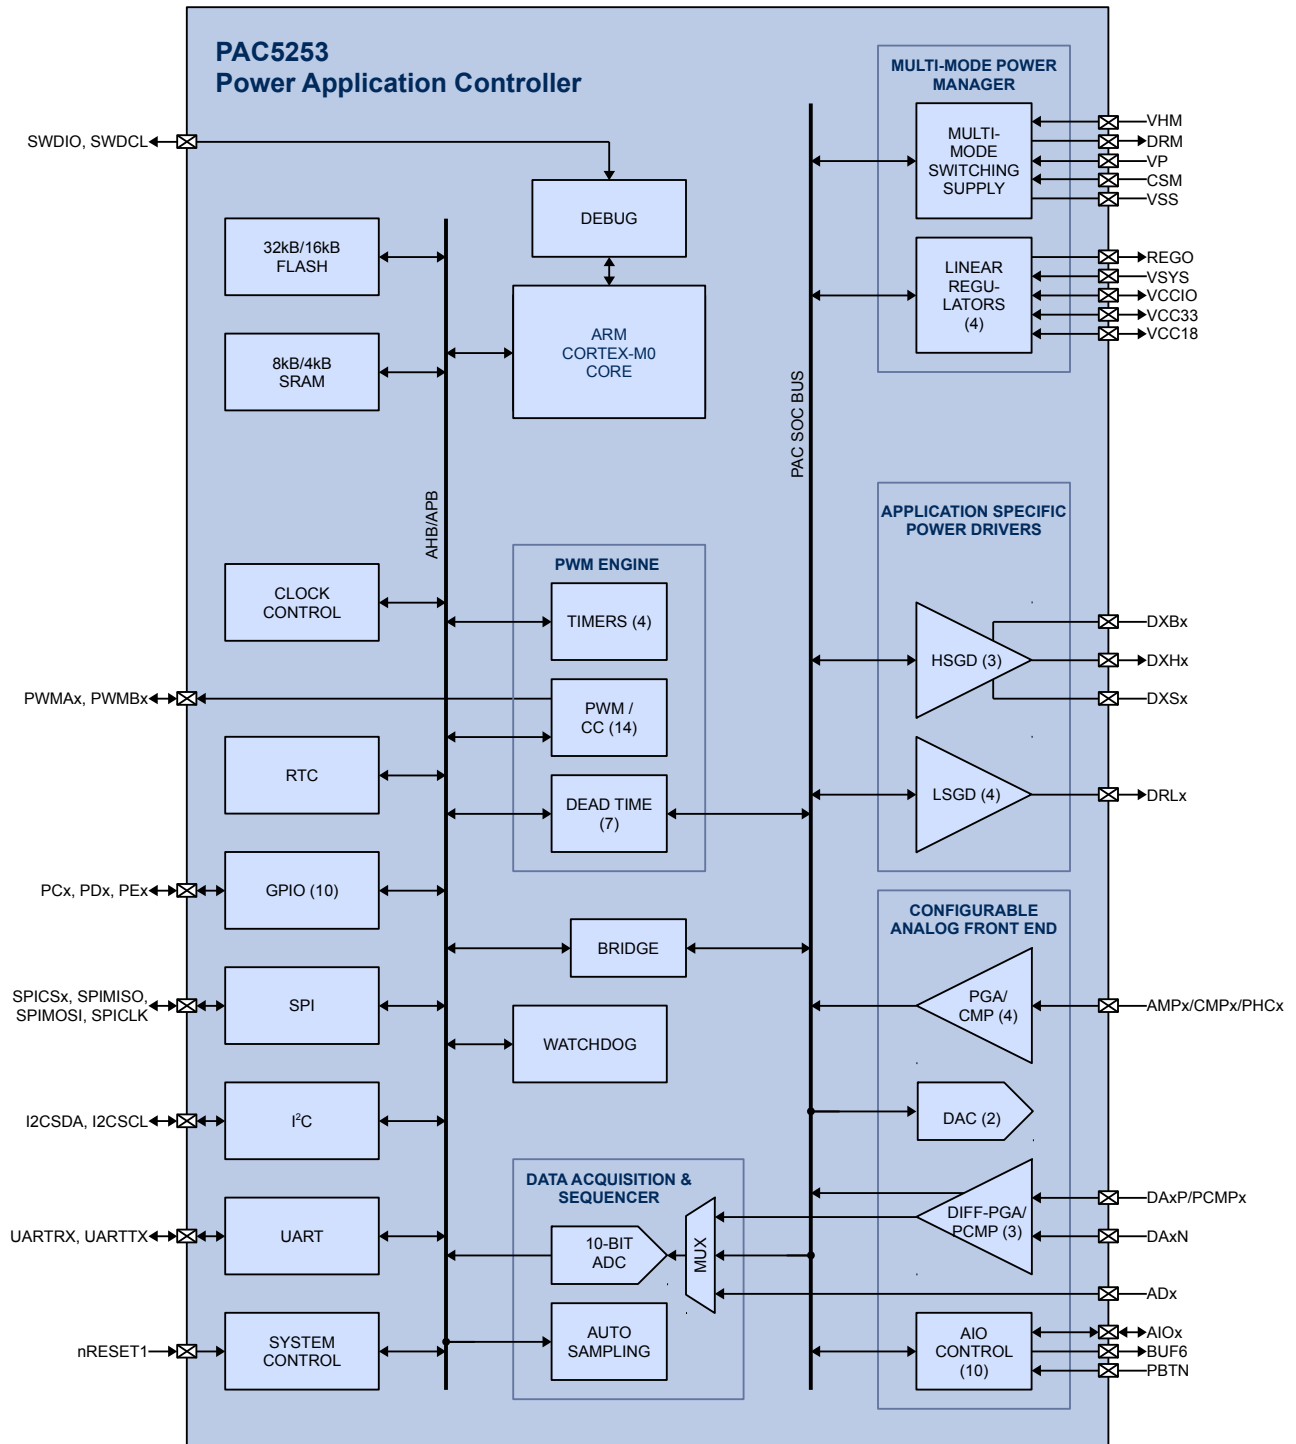 PAC5253
Power Application Controller
SWDIO, SWDCL
DEBUG
32kB/16kB
FLASH
ARM
CORTEX-M0
CORE
8kB/4kB
SRAM
AHB/APB
PAC SOC BUS
MULTI-MODE POWER
MANAGER
MULTI-
MODE
SWITCHING
SUPPLY
VHM
DRM
VP
CSM
VSS
LINEAR
REGU-
LATORS
(4)
REGO
VSYS
VCCIO
VCC33
VCC18
APPLICATION SPECIFIC
POWER DRIVERS
HSGD (3)
DXBx
DXHx
DXSx
LSGD (4)
DRLx
CLOCK
CONTROL
PWM ENGINE
TIMERS (4)
PWMAx, PWMBx
PWM /
CC (14)
RTC
DEAD TIME
(7)
PCx, PDx, PEx
GPIO (10)
BRIDGE
SPICSx, SPIMISO,
SPIMOSI, SPICLK
SPI
WATCHDOG
I2CSDA, I2CSCL
I²C
UARTRX, UARTTX
UART
nRESET1
SYSTEM
CONTROL
DATA ACQUISITION &
SEQUENCER
10-BIT
ADC
MUX
AUTO
SAMPLING
CONFIGURABLE
ANALOG FRONT END
PGA/
CMP (4)
AMPx/CMPx/PHCx
DAC (2)
DIFF-PGA/
PCMP (3)
DAxP/PCMPx
DAxN
ADx
AIO
CONTROL
(10)
AIOx
BUF6
PBTN